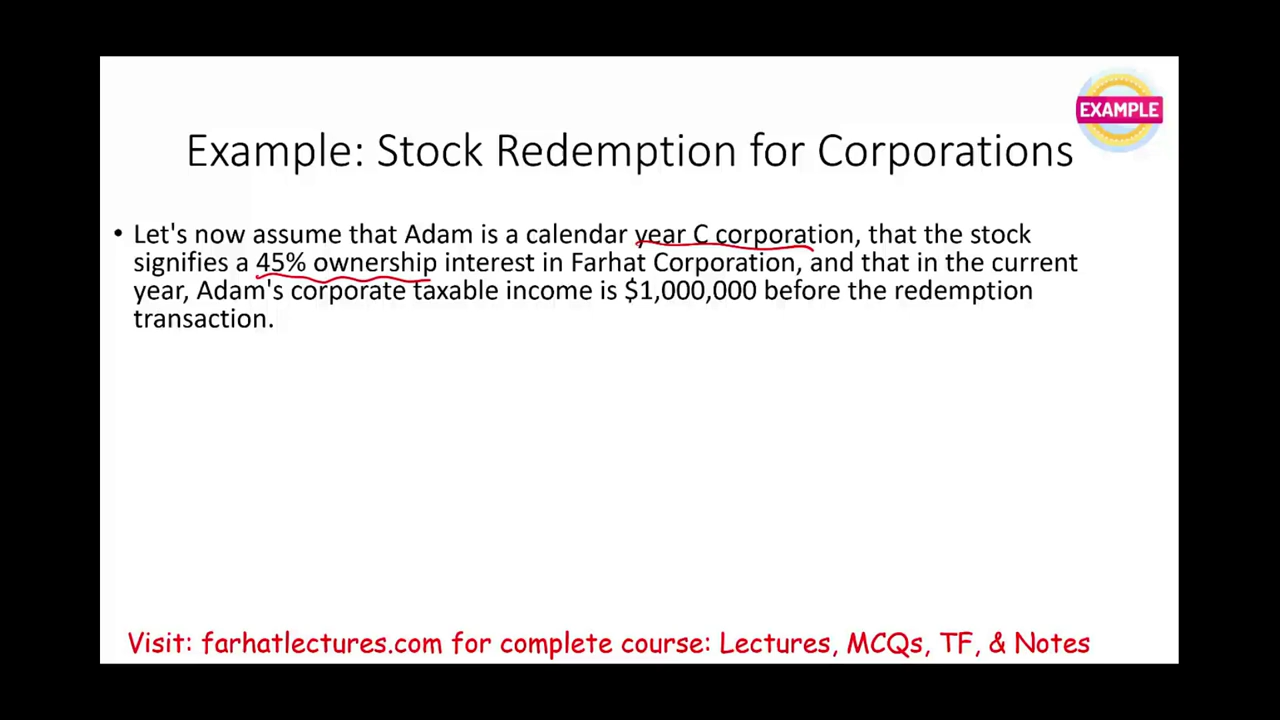 EXAMPLE
Example: Stock Redemption for Corporations
• Let's now assume that Adam is a calendar year C corporation, that the stock
signifies a 45% ownership interest in Farhat Corporation, and that in the current
year, Adam's corporate taxable income is $1,000,000 before the redemption
transaction.
Visit: farhatlectures.com for complete course: Lectures, MCQs, TF, & Notes